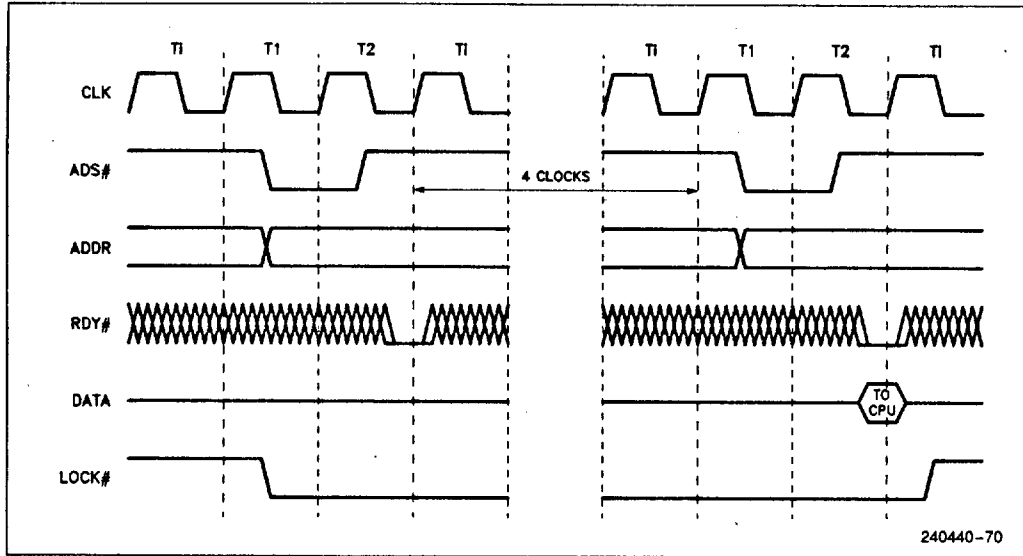 Ti T1 T2 Ti Ti T1 T2 Ti
CLK
ADS#
4 CLOCKS
ADDR
RDY#
DATA
TO
CPU
LOCK#
240440-70